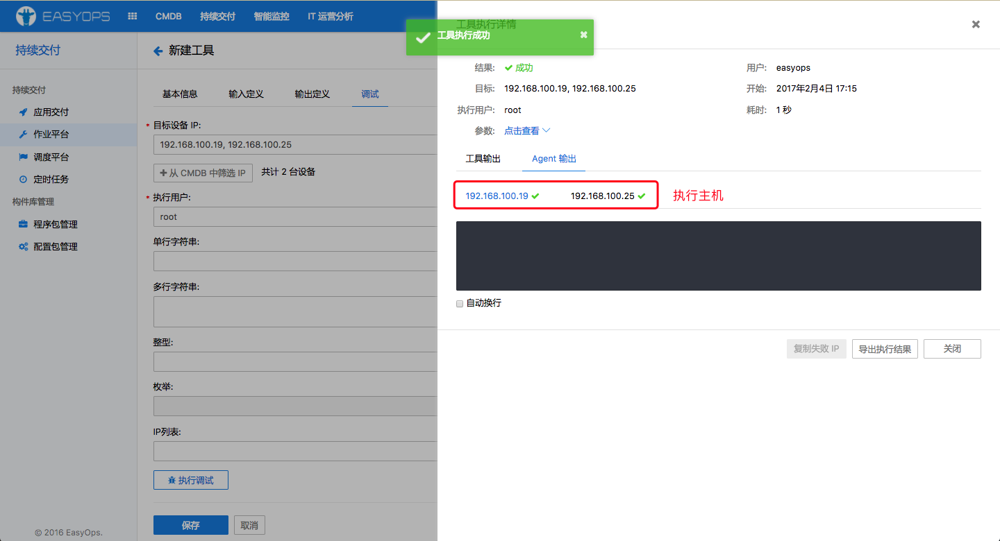 EASYOPS
CMDB
持续交付
智能监控
IT 运营分析
持续交付
持续交付
应用交付
作业平台
调度平台
定时任务
构件库管理
程序包管理
配置包管理
© 2016 EasyOps.
新建工具
基本信息
输入定义
输出定义
调试
* 目标设备 IP:
192.168.100.19, 192.168.100.25
从 CMDB 中筛选 IP
共计 2 台设备
* 执行用户:
root
单行字符串:
多行字符串:
整型:
枚举:
IP列表:
执行调试
保存
取消
工具执行详情
工具执行成功
结果: 成功
用户: easyops
目标: 192.168.100.19, 192.168.100.25
开始: 2017年2月4日 17:15
执行用户: root
耗时: 1 秒
参数: 点击查看
工具输出
Agent 输出
192.168.100.19
192.168.100.25
执行主机
自动换行
复制失败 IP
导出执行结果
关闭